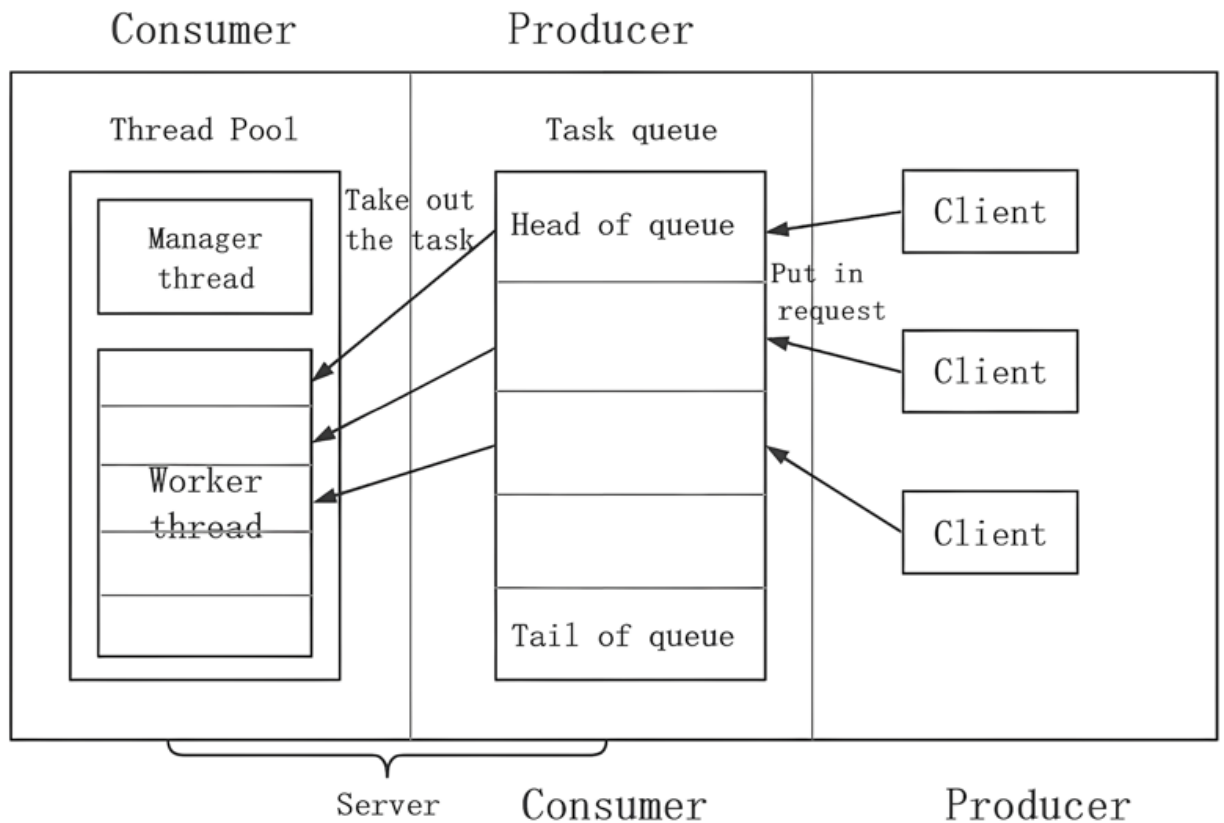 Consumer
Producer
Thread Pool
Task queue
Manager
thread
Take out
the task
Head of queue
Client
Put in
request
Client
Worker
thread
Client
Tail of queue
Server
Consumer
Producer